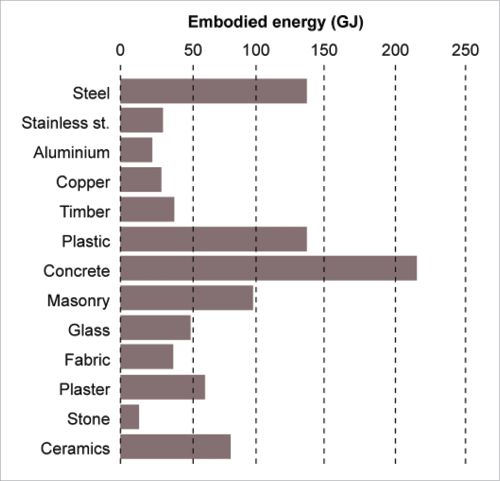 Embodied energy (GJ)
0 50 100 150 200 250
Steel
Stainless st.
Aluminium
Copper
Timber
Plastic
Concrete
Masonry
Glass
Fabric
Plaster
Stone
Ceramics